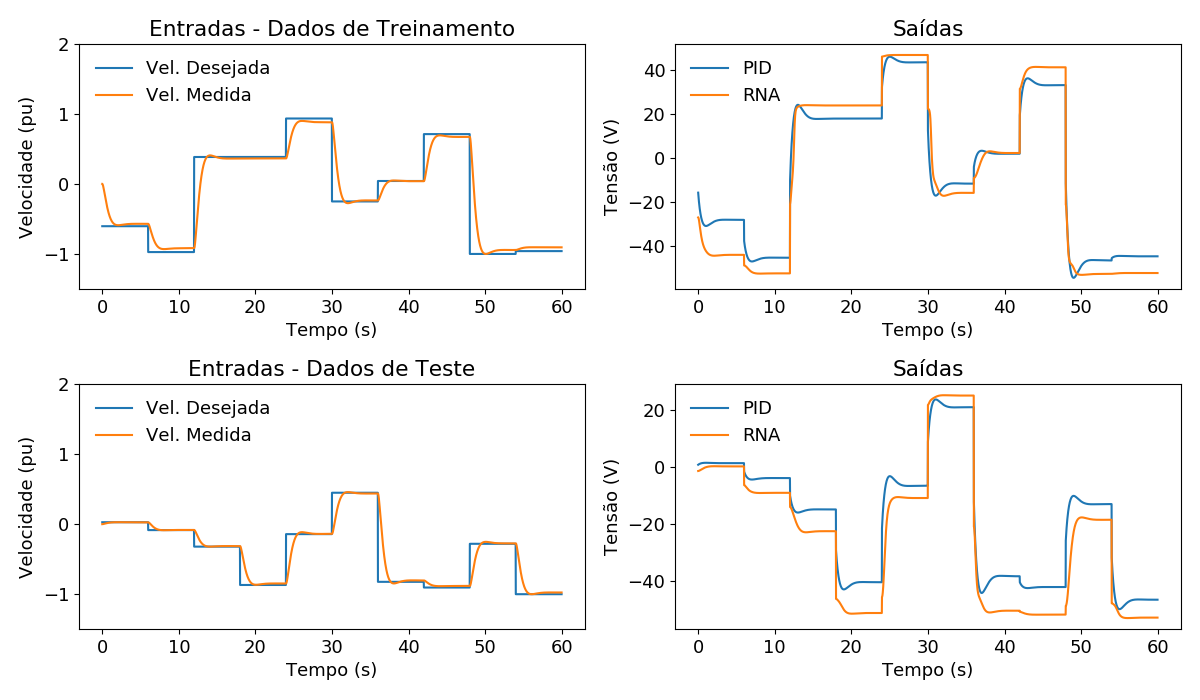 Entradas - Dados de Treinamento
Vel. Desejada
Vel. Medida
Velocidade (pu)
2
1
0
−1
0 10 20 30 40 50 60
Tempo (s)
Saídas
PID
RNA
Tensão (V)
40
20
0
−20
−40
0 10 20 30 40 50 60
Tempo (s)
Entradas - Dados de Teste
Vel. Desejada
Vel. Medida
Velocidade (pu)
2
1
0
−1
0 10 20 30 40 50 60
Tempo (s)
Saídas
PID
RNA
Tensão (V)
20
0
−20
−40
0 10 20 30 40 50 60
Tempo (s)